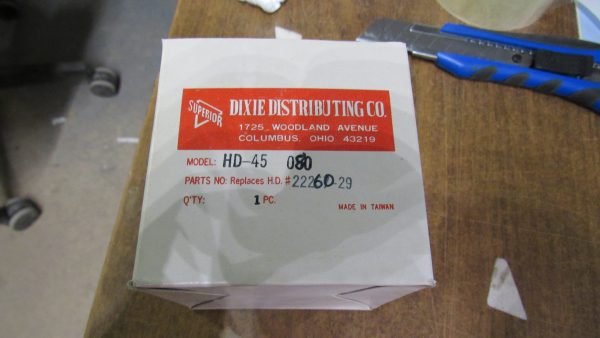 SUPERIOR
DIXIE DISTRIBUTING CO.
1725 WOODLAND AVENUE
COLUMBUS, OHIO 43219
MODEL: HD-45 080
PARTS NO: Replaces H.D. #22260-29
Q'TY: 1 PC.
MADE IN TAIWAN